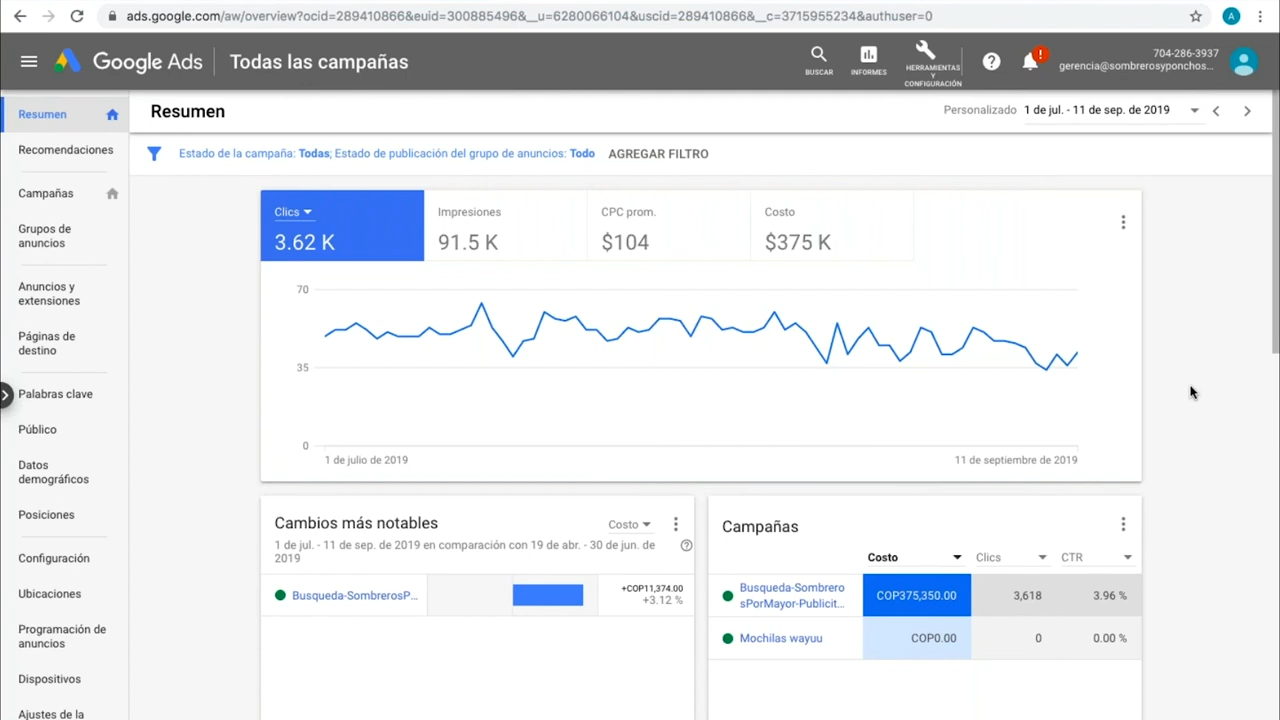 ads.google.com/aw/overview?ocid=289410866&euid=300885496&__u=6280066104&uscid=289410866&__c=3715955234&authuser=0
A
Google Ads
Todas las campañas
BUSCAR
INFORMES
HERRAMIENTAS
Y
CONFIGURACIÓN
?
!
704-286-3937
gerencia@sombrerosyponchos...
Resumen
Recomendaciones
Campañas
Grupos de
anuncios
Anuncios y
extensiones
Páginas de
destino
Palabras clave
Público
Datos
demográficos
Posiciones
Configuración
Ubicaciones
Programación de
anuncios
Dispositivos
Ajustes de la
Resumen
Personalizado 1 de jul. - 11 de sep. de 2019
Estado de la campaña: Todas; Estado de publicación del grupo de anuncios: Todo AGREGAR FILTRO
Clics
3.62 K
Impresiones
91.5 K
CPC prom.
$104
Costo
$375 K
70
35
0
1 de julio de 2019
11 de septiembre de 2019
Cambios más notables
Costo
1 de jul. - 11 de sep. de 2019 en comparación con 19 de abr. - 30 de jun. de
2019
?
Busqueda-SombrerosP...
+COP11,374.00
+3.12 %
Campañas
Costo Clics CTR
Busqueda-Sombrero
sPorMayor-Publicit...
COP375,350.00 3,618 3.96 %
Mochilas wayuu COP0.00 0 0.00 %